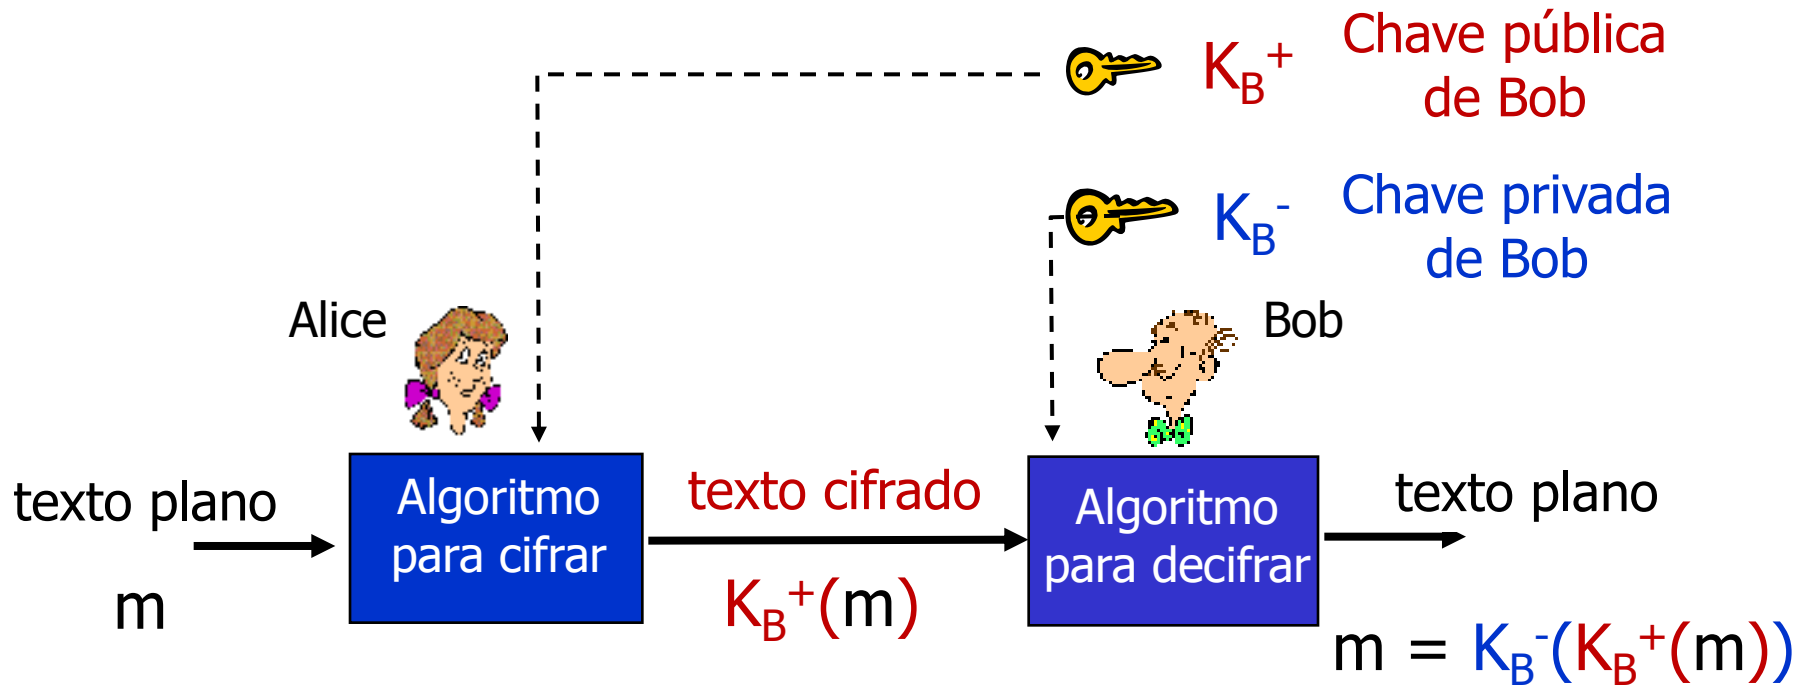 Chave pública
K_B^+
de Bob
Chave privada
K_B^-
de Bob
Alice
Bob
texto plano
Algoritmo
para cifrar
texto cifrado
Algoritmo
para decifrar
texto plano
m
K_B^+(m)
m = K_B^-(K_B^+(m))